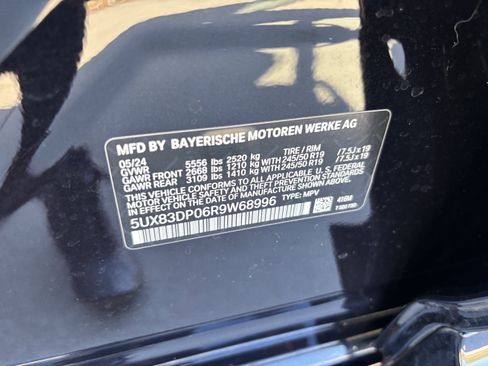 MFD BY BAYERISCHE MOTOREN WERKE AG
05/24 TIRE / RIM
GVWR 5556 lbs 2520 kg
GAWR FRONT 2668 lbs 1210 kg WITH 245/50 R19 / 7.5J x 19
GAWR REAR 3109 lbs 1410 kg WITH 245/50 R19 / 7.5J x 19
THIS VEHICLE CONFORMS TO ALL APPLICABLE U.S. FEDERAL
MOTOR VEHICLE SAFETY, BUMPER, AND THEFT PREVENTION
STANDARDS IN EFFECT ON THE DATE OF MANUFACTURE
SHOWN ABOVE.
5UX83DP06R9W68996 TYPE: MPV 416M